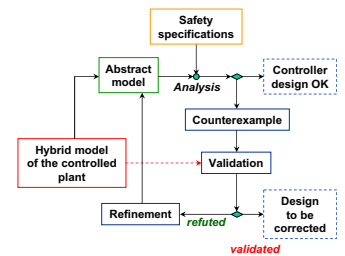 Safety
specifications
Abstract
model
Analysis
Controller
design OK
Counterexample
Hybrid model
of the controlled
plant
Validation
Refinement
refuted
Design
to be
corrected
validated